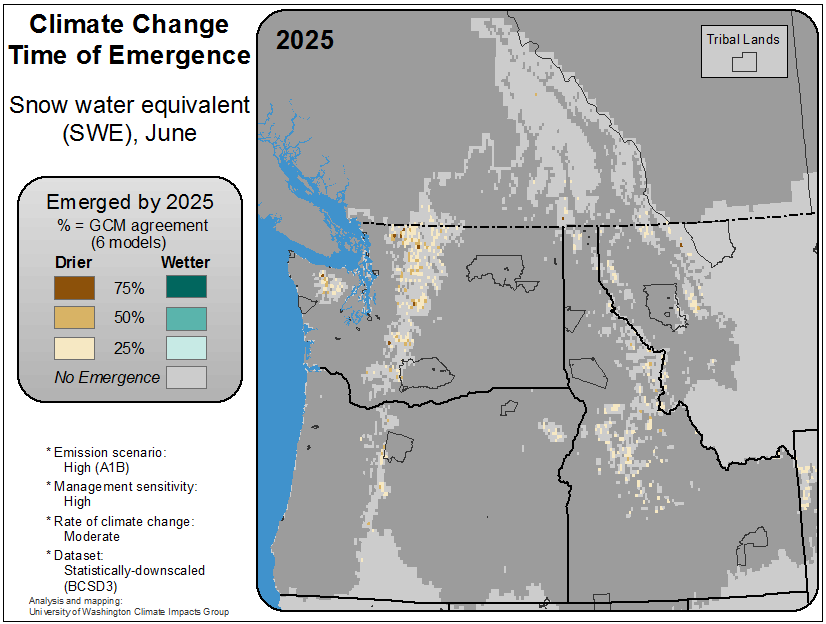 Climate Change
Time of Emergence
Snow water equivalent
(SWE), June
Emerged by 2025
% = GCM agreement
(6 models)
Drier Wetter
75%
50%
25%
No Emergence
* Emission scenario:
High (A1B)
* Management sensitivity:
High
* Rate of climate change:
Moderate
* Dataset:
Statistically-downscaled
(BCSD3)
Analysis and mapping:
University of Washington Climate Impacts Group
2025
Tribal Lands